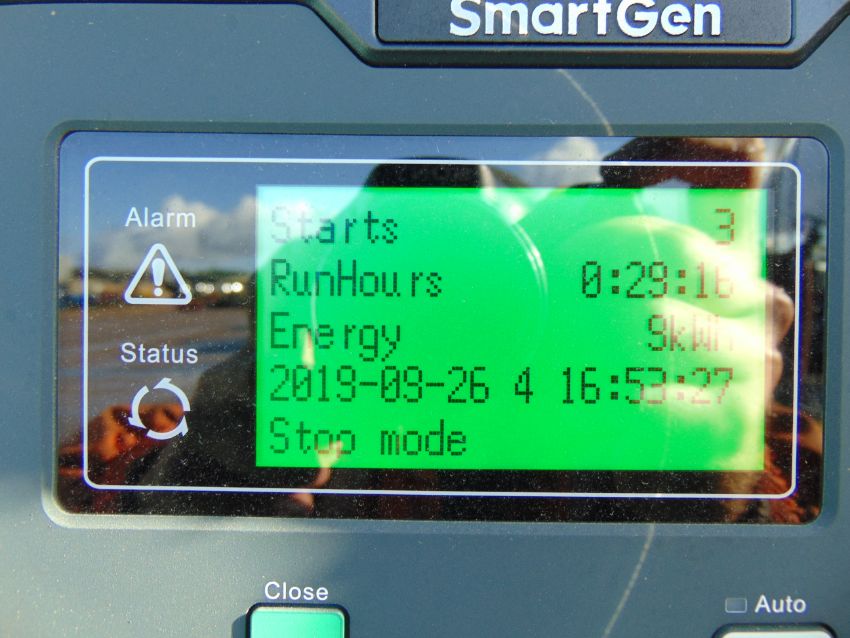 SmartGen
Alarm
Status
Starts 3
RunHours 0:29:16
Energy 9kWh
2019-09-26 4 16:53:27
Stop mode
Close
Auto